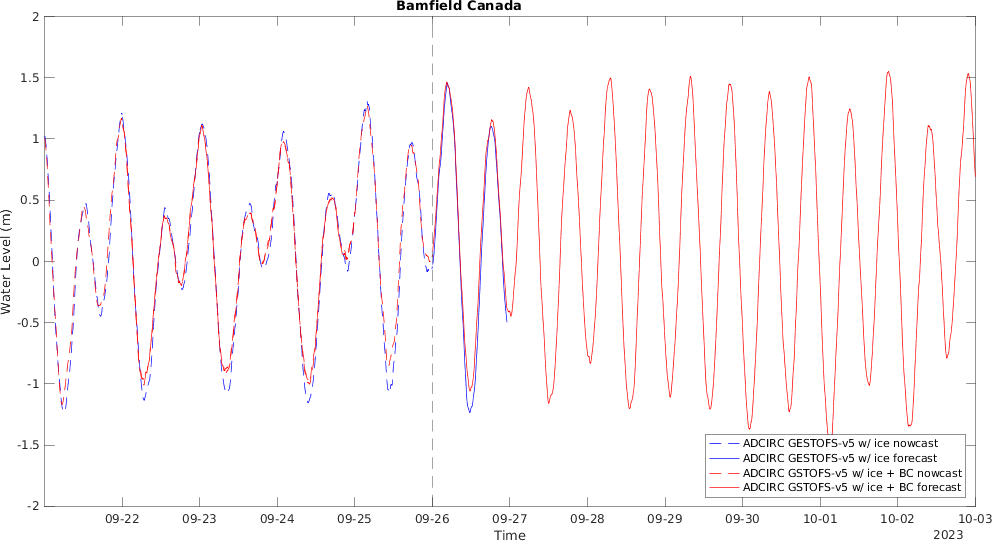 Bamfield Canada
2
1.5
1
0.5
0
-0.5
-1
-1.5
-2
Water Level (m)
ADCIRC GESTOFS-v5 w/ ice nowcast
ADCIRC GESTOFS-v5 w/ ice forecast
ADCIRC GSTOFS-v5 w/ ice + BC nowcast
ADCIRC GSTOFS-v5 w/ ice + BC forecast
09-22 09-23 09-24 09-25 09-26 09-27 09-28 09-29 09-30 10-01 10-02 10-03
Time
2023